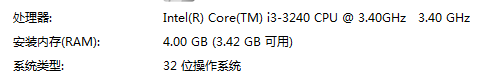 处理器: Intel(R) Core(TM) i3-3240 CPU @ 3.40GHz 3.40 GHz
安装内存(RAM): 4.00 GB (3.42 GB 可用)
系统类型: 32 位操作系统